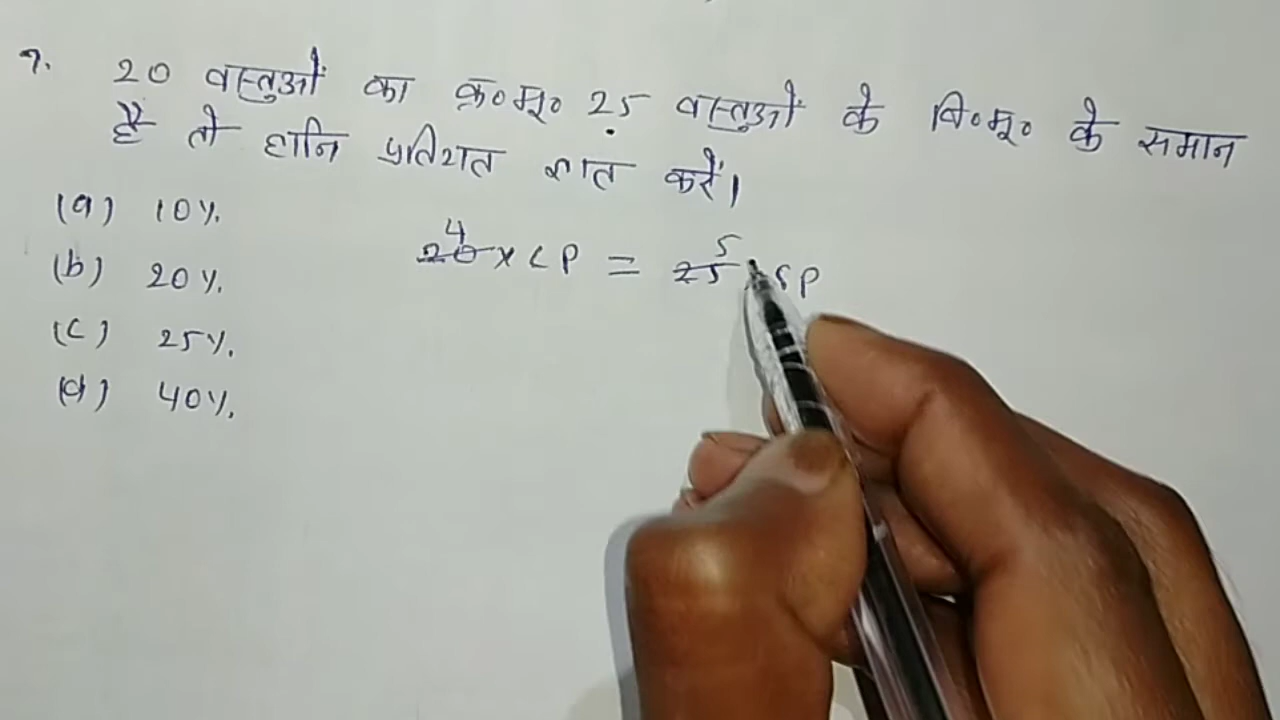 7. 20 वस्तुओं का क्र०मू० 25 वस्तुओं के वि०मू० के समान
है तो हानि प्रतिशत ज्ञात करें।
(a) 10%.
(b) 20%.
(c) 25%.
(d) 40%.
4 5
20 x CP = 25 SP